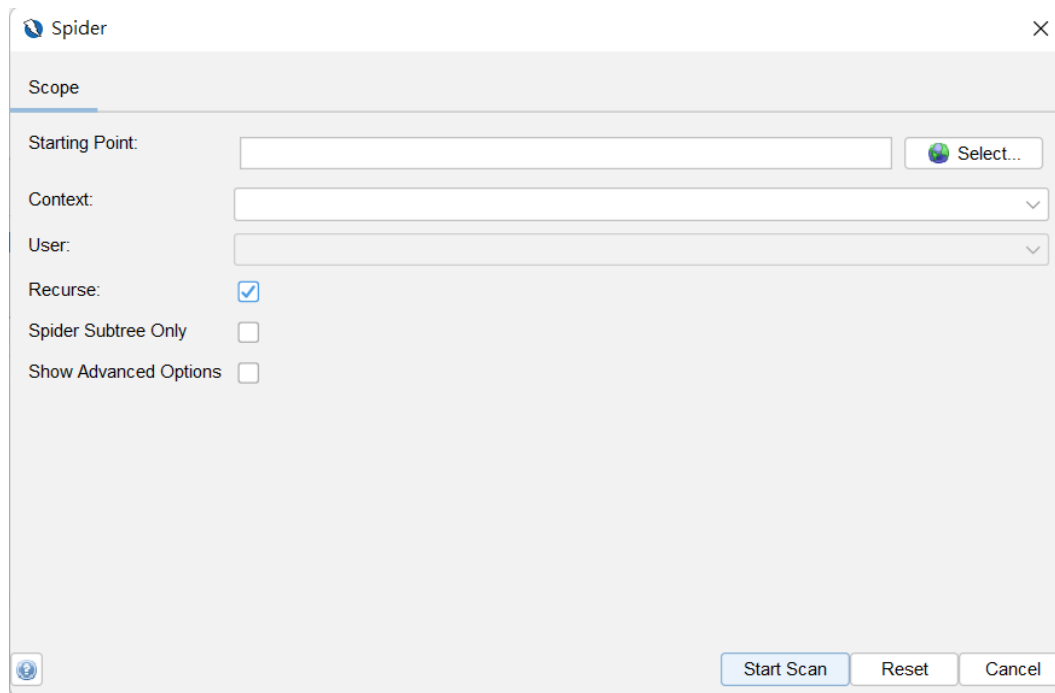 Spider
Scope
Starting Point:
Select...
Context:
User:
Recurse:
Spider Subtree Only
Show Advanced Options
Start Scan Reset Cancel